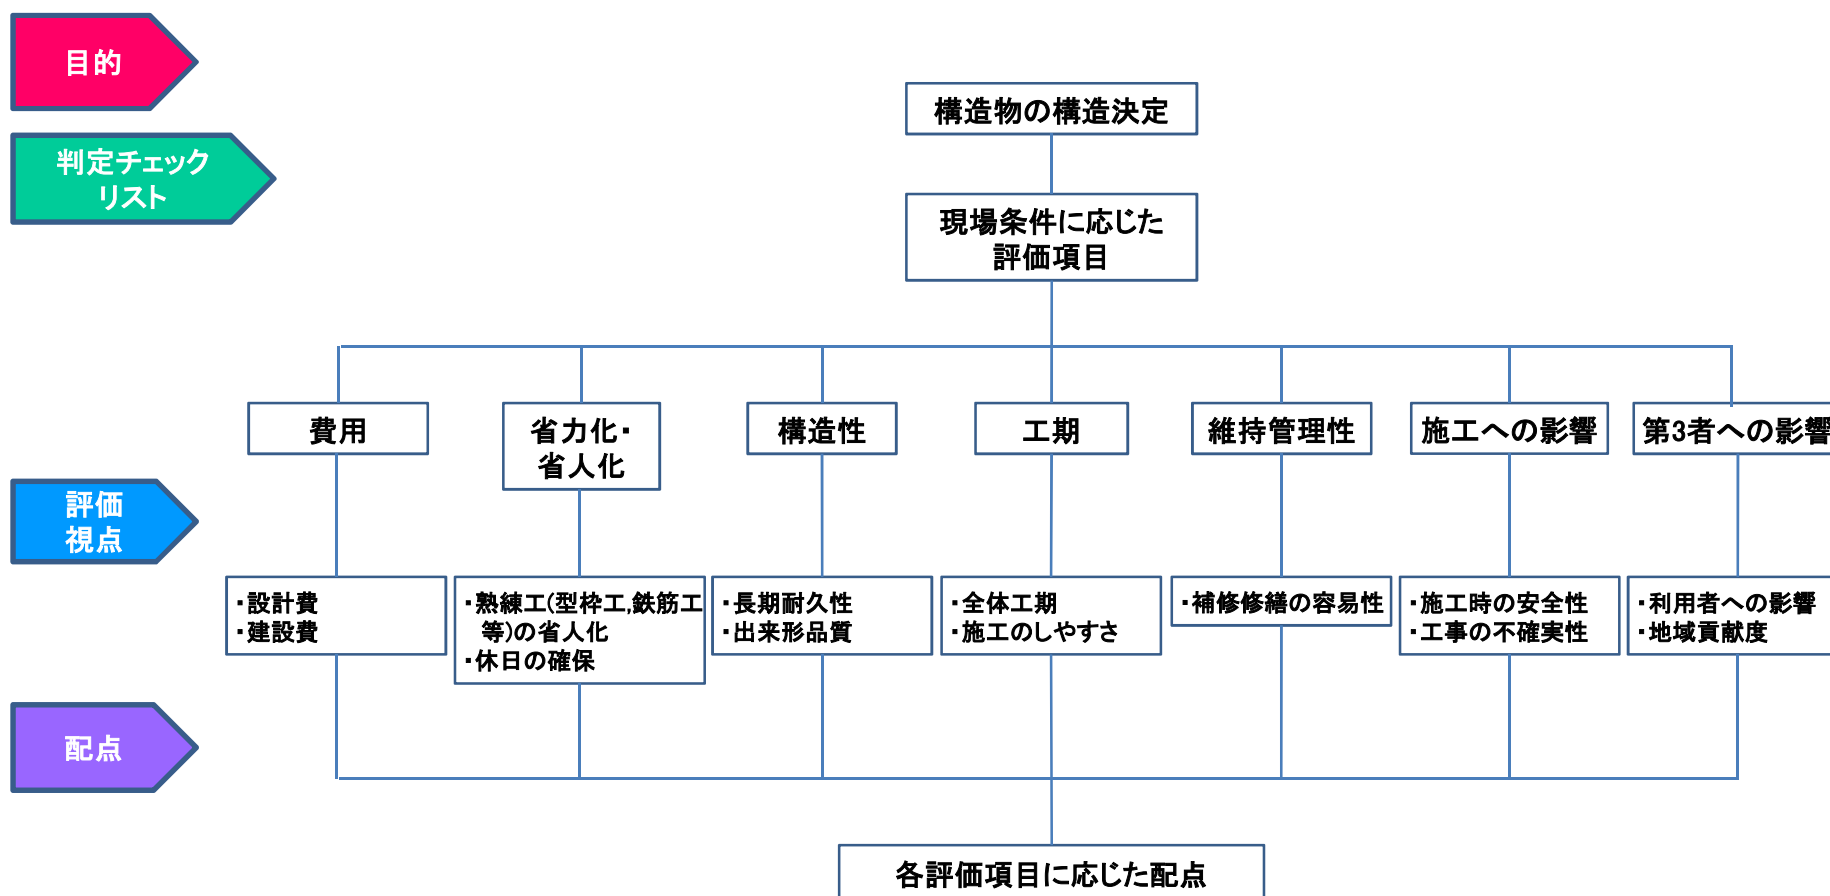 目的
構造物の構造決定
判定チェック
リスト
現場条件に応じた
評価項目
費用
省力化・
省人化
構造性
工期
維持管理性
施工への影響
第3者への影響
評価
視点
・設計費
・建設費
・熟練工(型枠工,鉄筋工
等)の省人化
・休日の確保
・長期耐久性
・出来形品質
・全体工期
・施工のしやすさ
・補修修繕の容易性
・施工時の安全性
・工事の不確実性
・利用者への影響
・地域貢献度
配点
各評価項目に応じた配点